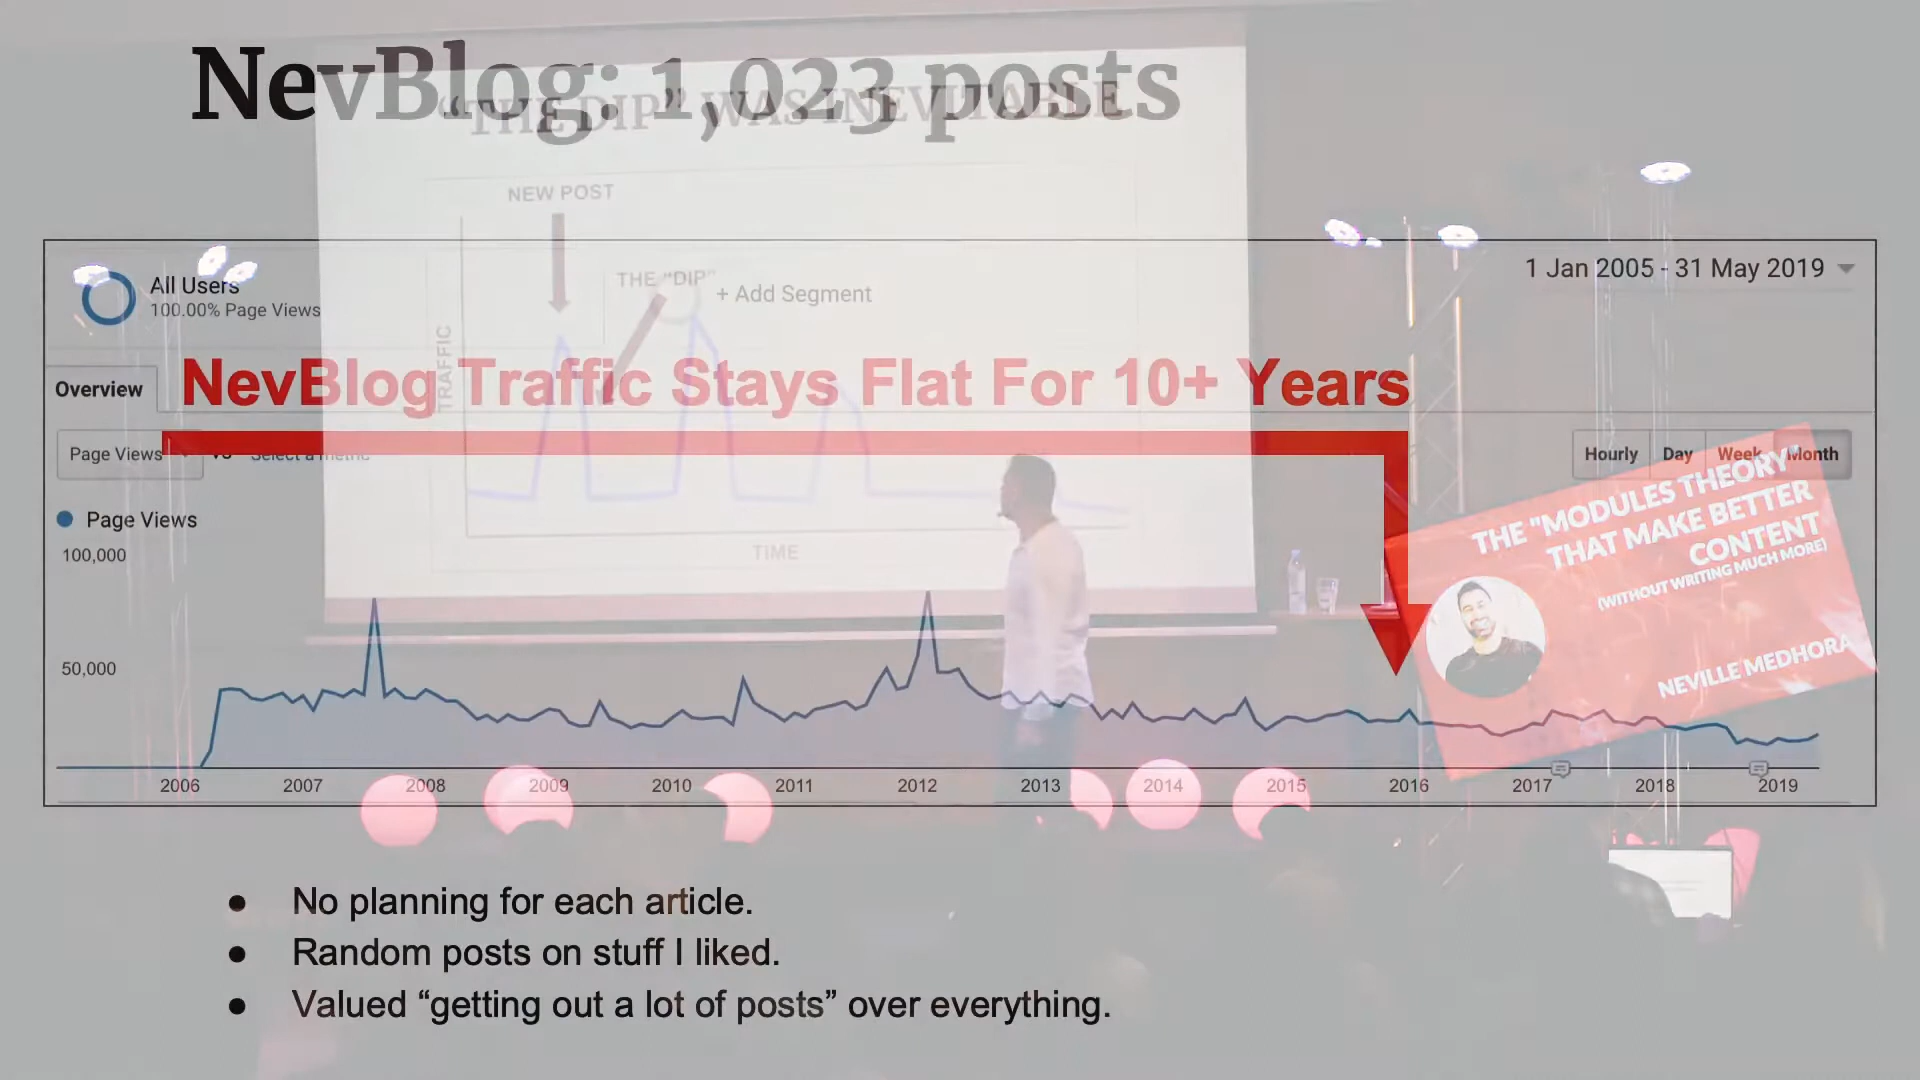 NevBlog: 1,023 posts
“THE DIP” WAS INEVITABLE
NEW POST
THE “DIP”
TRAFFIC
TIME
All Users
100.00% Page Views
+ Add Segment
1 Jan 2005 - 31 May 2019
NevBlog Traffic Stays Flat For 10+ Years
Overview
Page Views
Select a metric
Hourly Day Week Month
Page Views
100,000
50,000
2006 2007 2008 2009 2010 2011 2012 2013 2014 2015 2016 2017 2018 2019
THE "MODULES THEORY"
THAT MAKE BETTER
CONTENT
(WITHOUT WRITING MUCH MORE)
NEVILLE MEDHORA
● No planning for each article.
● Random posts on stuff I liked.
● Valued “getting out a lot of posts” over everything.